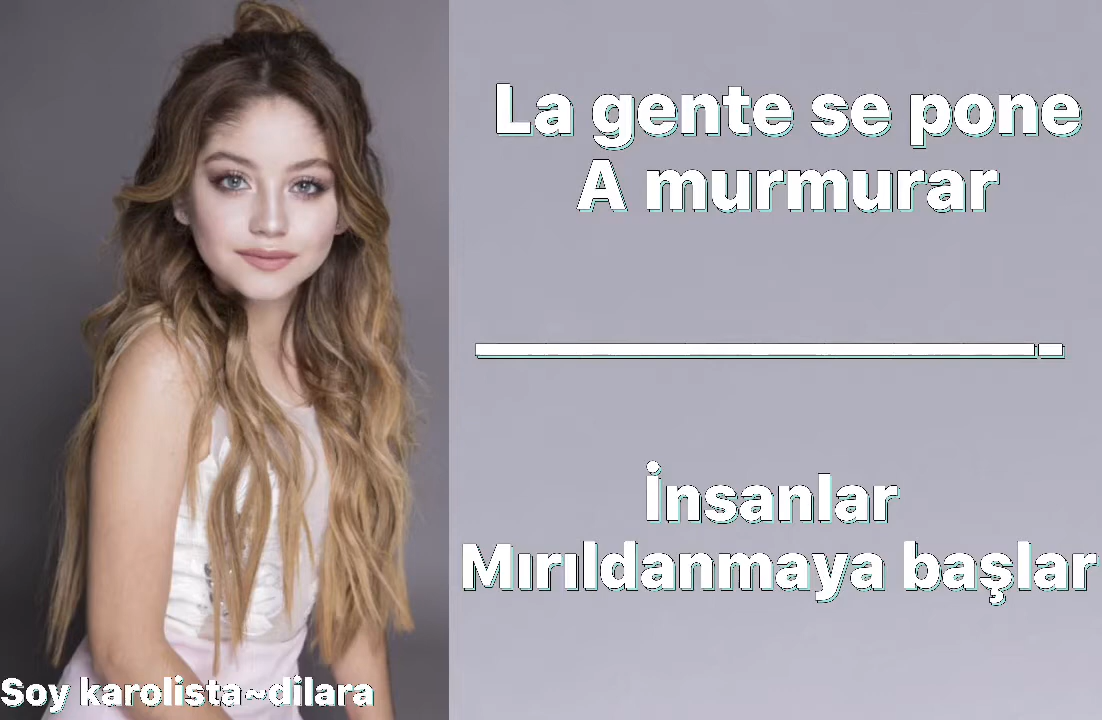 La gente se pone
A murmurar
İnsanlar
Mırıldanmaya başlar
Soy karolista~dilara